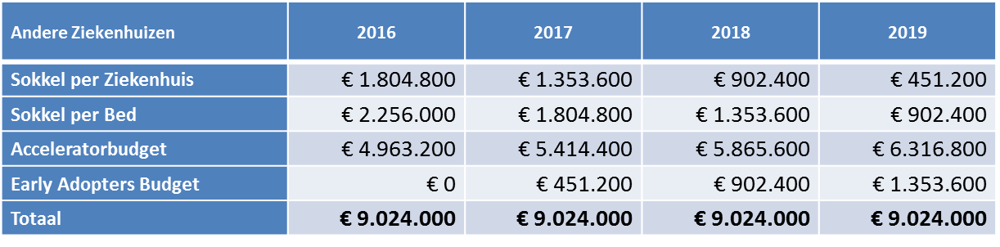 Andere Ziekenhuizen 2016 2017 2018 2019
Sokkel per Ziekenhuis € 1.804.800 € 1.353.600 € 902.400 € 451.200
Sokkel per Bed € 2.256.000 € 1.804.800 € 1.353.600 € 902.400
Acceleratorbudget € 4.963.200 € 5.414.400 € 5.865.600 € 6.316.800
Early Adopters Budget € 0 € 451.200 € 902.400 € 1.353.600
Totaal € 9.024.000 € 9.024.000 € 9.024.000 € 9.024.000